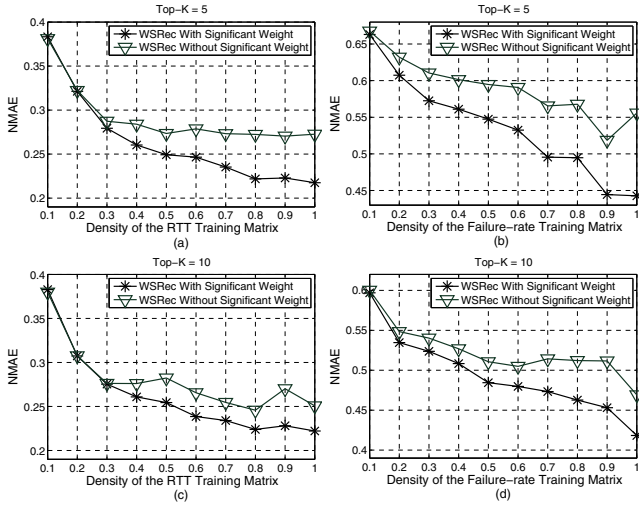 Top-K = 5
0.4
0.35
0.3
0.25
0.2
NMAE
WSRec With Significant Weight
WSRec Without Significant Weight
0.1 0.2 0.3 0.4 0.5 0.6 0.7 0.8 0.9 1
Density of the RTT Training Matrix
(a)
Top-K = 5
0.65
0.6
0.55
0.5
0.45
NMAE
WSRec With Significant Weight
WSRec Without Significant Weight
0.1 0.2 0.3 0.4 0.5 0.6 0.7 0.8 0.9 1
Density of the Failure-rate Training Matrix
(b)
Top-K = 10
0.4
0.3
0.25
0.2
NMAE
WSRec With Significant Weight
WSRec Without Significant Weight
0.1 0.2 0.3 0.4 0.5 0.6 0.7 0.8 0.9 1
Density of the RTT Training Matrix
(c)
Top-K = 10
0.6
0.55
0.5
0.45
0.4
NMAE
WSRec With Significant Weight
WSRec Without Significant Weight
0.1 0.2 0.3 0.4 0.5 0.6 0.7 0.8 0.9 1
Density of the Failure-rate Training Matrix
(d)